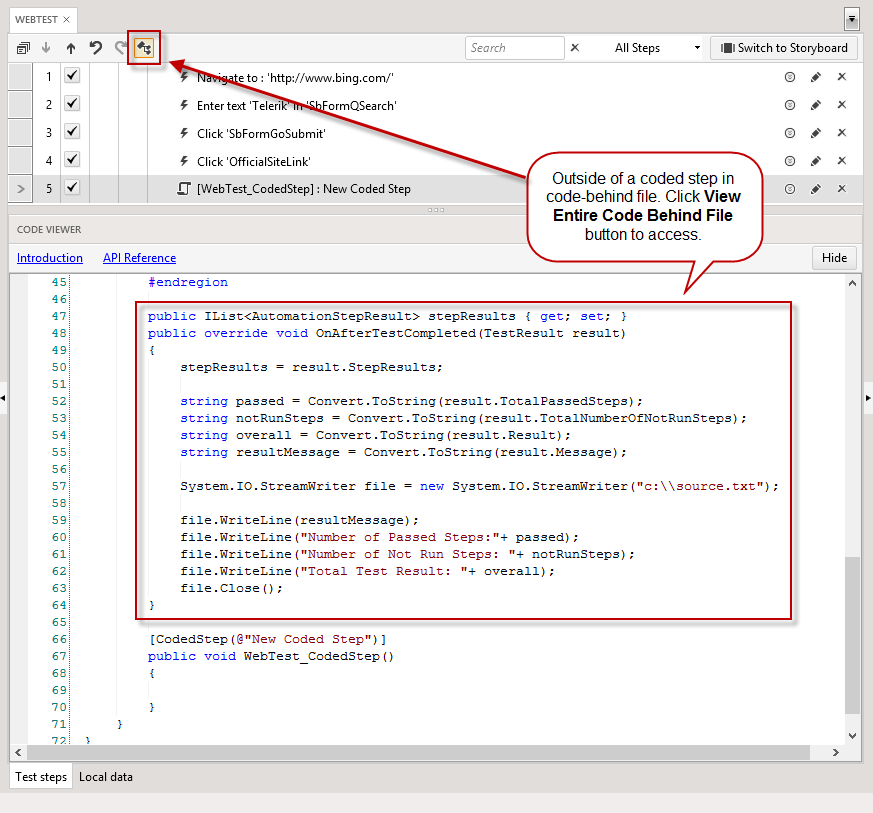 WEBTEST ×
Search × All Steps Switch to Storyboard
1 Navigate to : 'http://www.bing.com/'
2 Enter text 'Telerik' in 'SbFormQSearch'
3 Click 'SbFormGoSubmit'
4 Click 'OfficialSiteLink'
5 [WebTest_CodedStep] : New Coded Step
Outside of a coded step in
code-behind file. Click View
Entire Code Behind File
button to access.
CODE VIEWER
Introduction API Reference Hide
45 #endregion
46
47 public IList<AutomationStepResult> stepResults { get; set; }
48 public override void OnAfterTestCompleted(TestResult result)
49 {
50 stepResults = result.StepResults;
51
52 string passed = Convert.ToString(result.TotalPassedSteps);
53 string notRunSteps = Convert.ToString(result.TotalNumberOfNotRunSteps);
54 string overall = Convert.ToString(result.Result);
55 string resultMessage = Convert.ToString(result.Message);
56
57 System.IO.StreamWriter file = new System.IO.StreamWriter("c:\\source.txt");
58
59 file.WriteLine(resultMessage);
60 file.WriteLine("Number of Passed Steps:"+ passed);
61 file.WriteLine("Number of Not Run Steps: "+ notRunSteps);
62 file.WriteLine("Total Test Result: "+ overall);
63 file.Close();
64 }
65
66 [CodedStep(@"New Coded Step")]
67 public void WebTest_CodedStep()
68 {
69
70 }
71 }
72 }
Test steps Local data